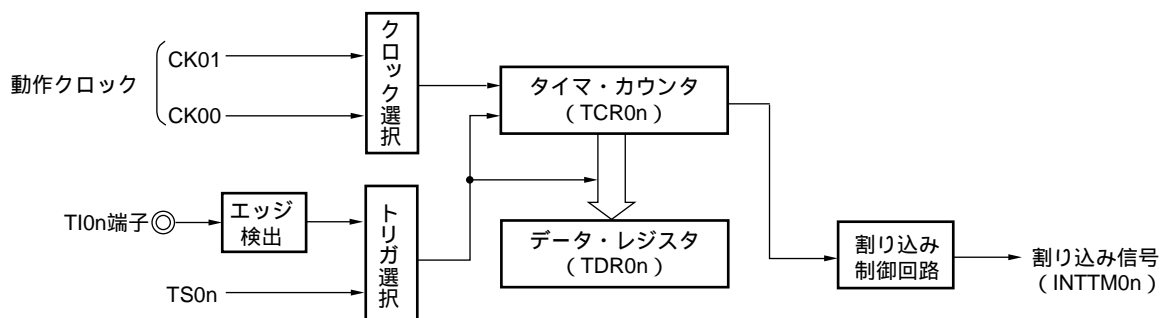 動作クロック
CK01
CK00
クロック選択
タイマ・カウンタ
(TCR0n)
TI0n端子
エッジ
検出
TS0n
トリガ選択
データ・レジスタ
(TDR0n)
割り込み
制御回路
割り込み信号
(INTTM0n)